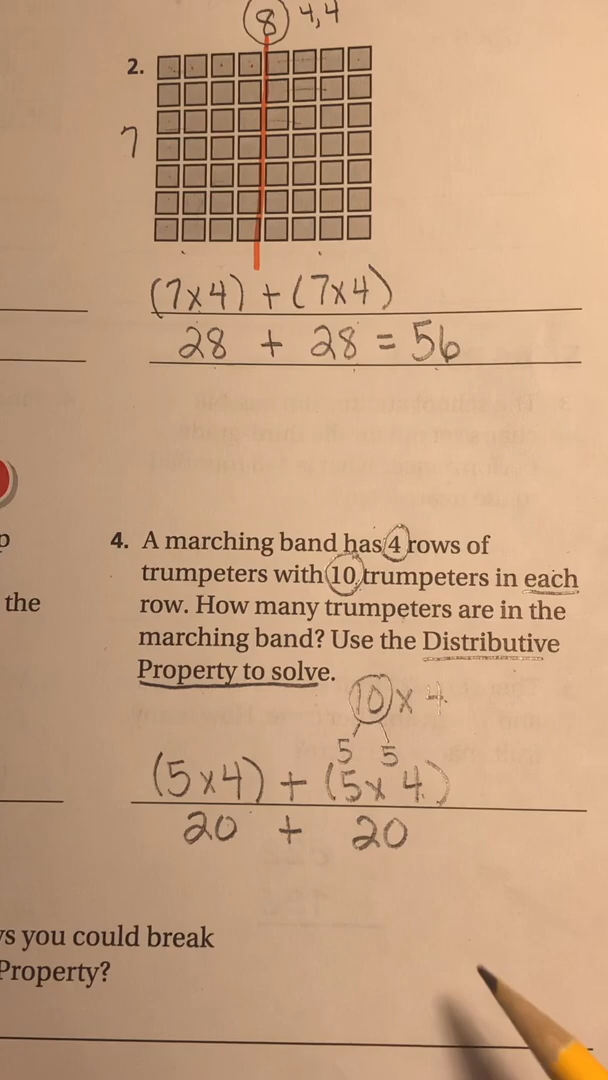 8 4,4
2.
7
(7x4) + (7x4)
28 + 28 = 56
4. A marching band has 4 rows of
trumpeters with 10 trumpeters in each
the
row. How many trumpeters are in the
marching band? Use the Distributive
Property to solve.
10 x 4
5 5
(5x4) + (5x4)
20 + 20
you could break
Property?